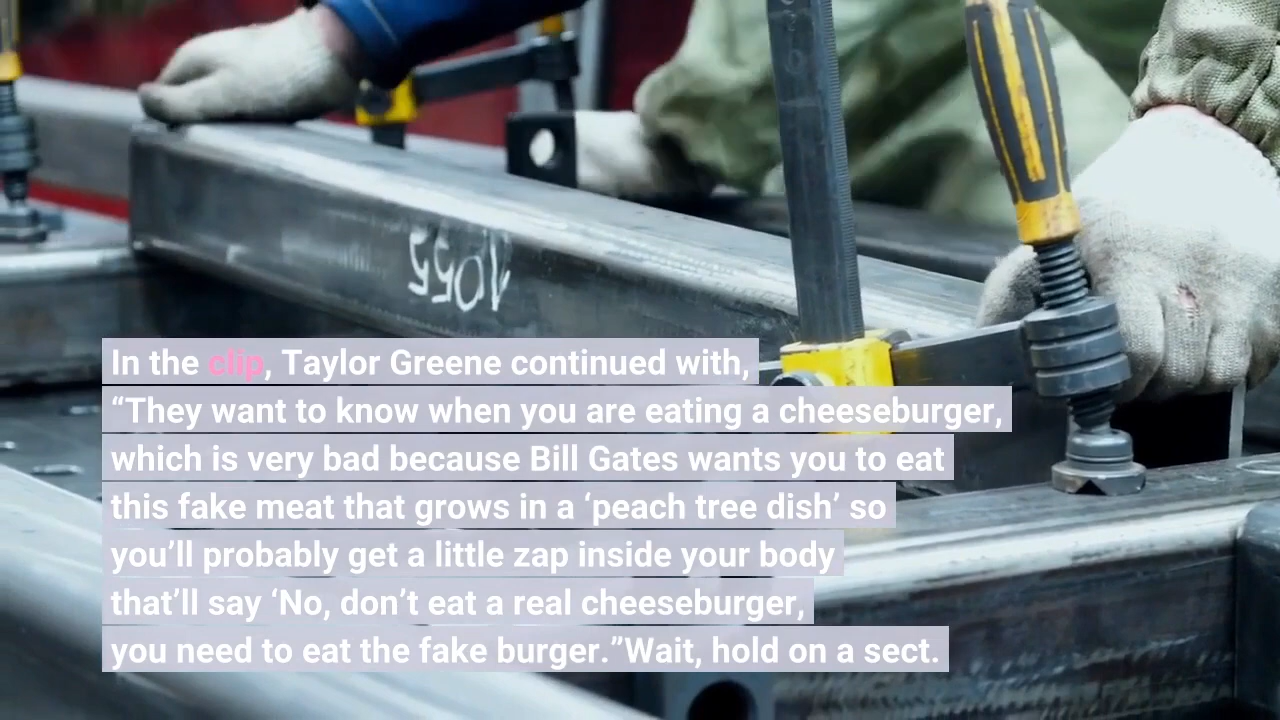 1055
In the clip, Taylor Greene continued with,
“They want to know when you are eating a cheeseburger,
which is very bad because Bill Gates wants you to eat
this fake meat that grows in a ‘peach tree dish’ so
you’ll probably get a little zap inside your body
that’ll say ‘No, don’t eat a real cheeseburger,
you need to eat the fake burger.”Wait, hold on a sect.